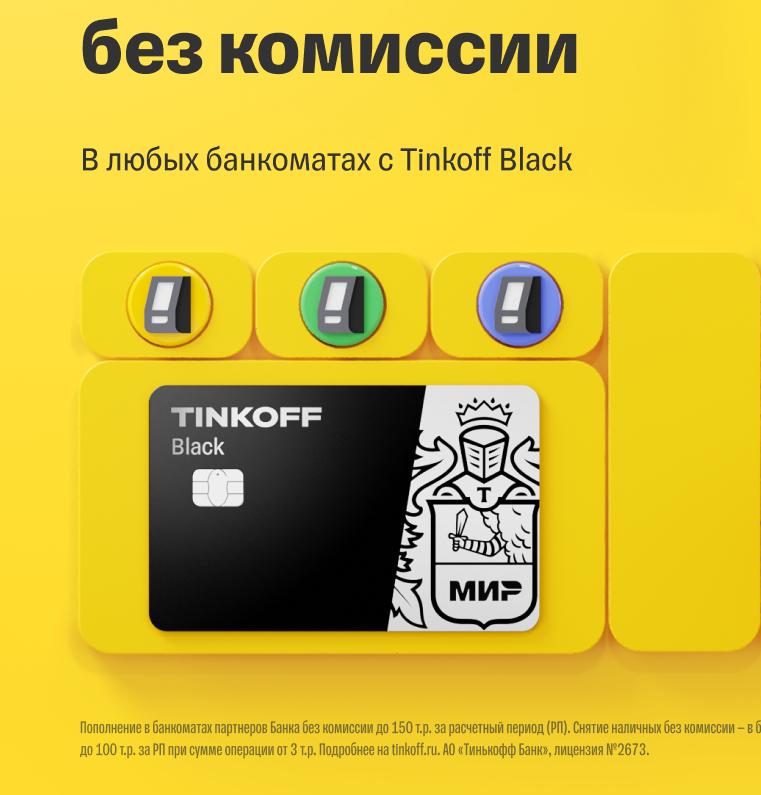 без комиссии
В любых банкоматах с Tinkoff Black
TINKOFF
Black
T
МИР
Пополнение в банкоматах партнеров Банка без комиссии до 150 т.р. за расчетный период (РП). Снятие наличных без комиссии – в
до 100 т.р. за РП при сумме операции от 3 т.р. Подробнее на tinkoff.ru. АО «Тинькофф Банк», лицензия №2673.